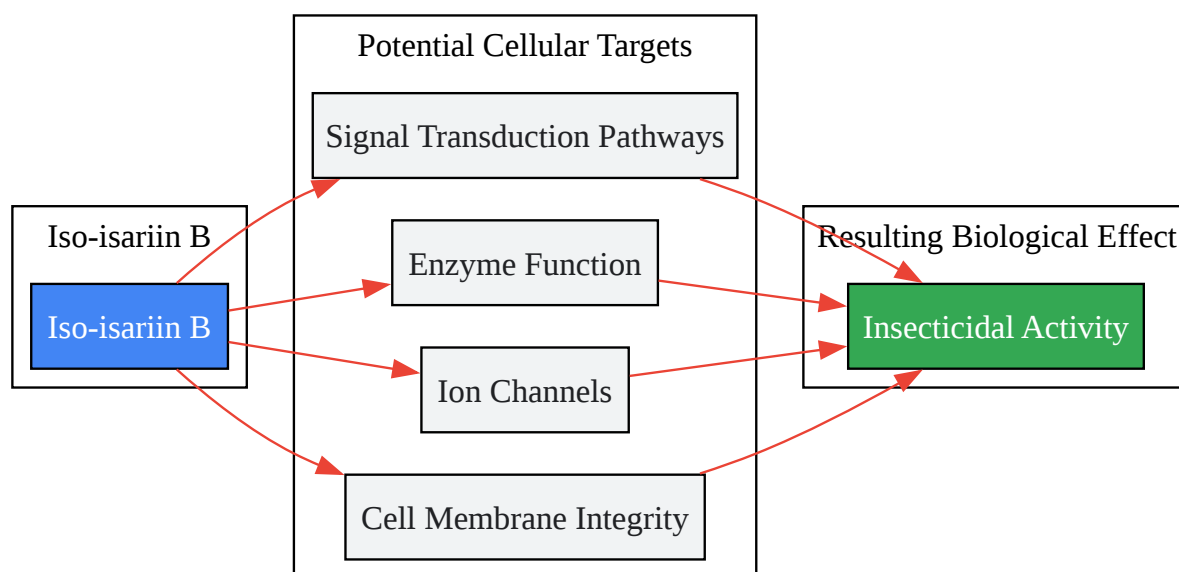 Potential Cellular Targets
Signal Transduction Pathways
Iso-isariin B
Resulting Biological Effect
Enzyme Function
Iso-isariin B
Insecticidal Activity
Ion Channels
Cell Membrane Integrity